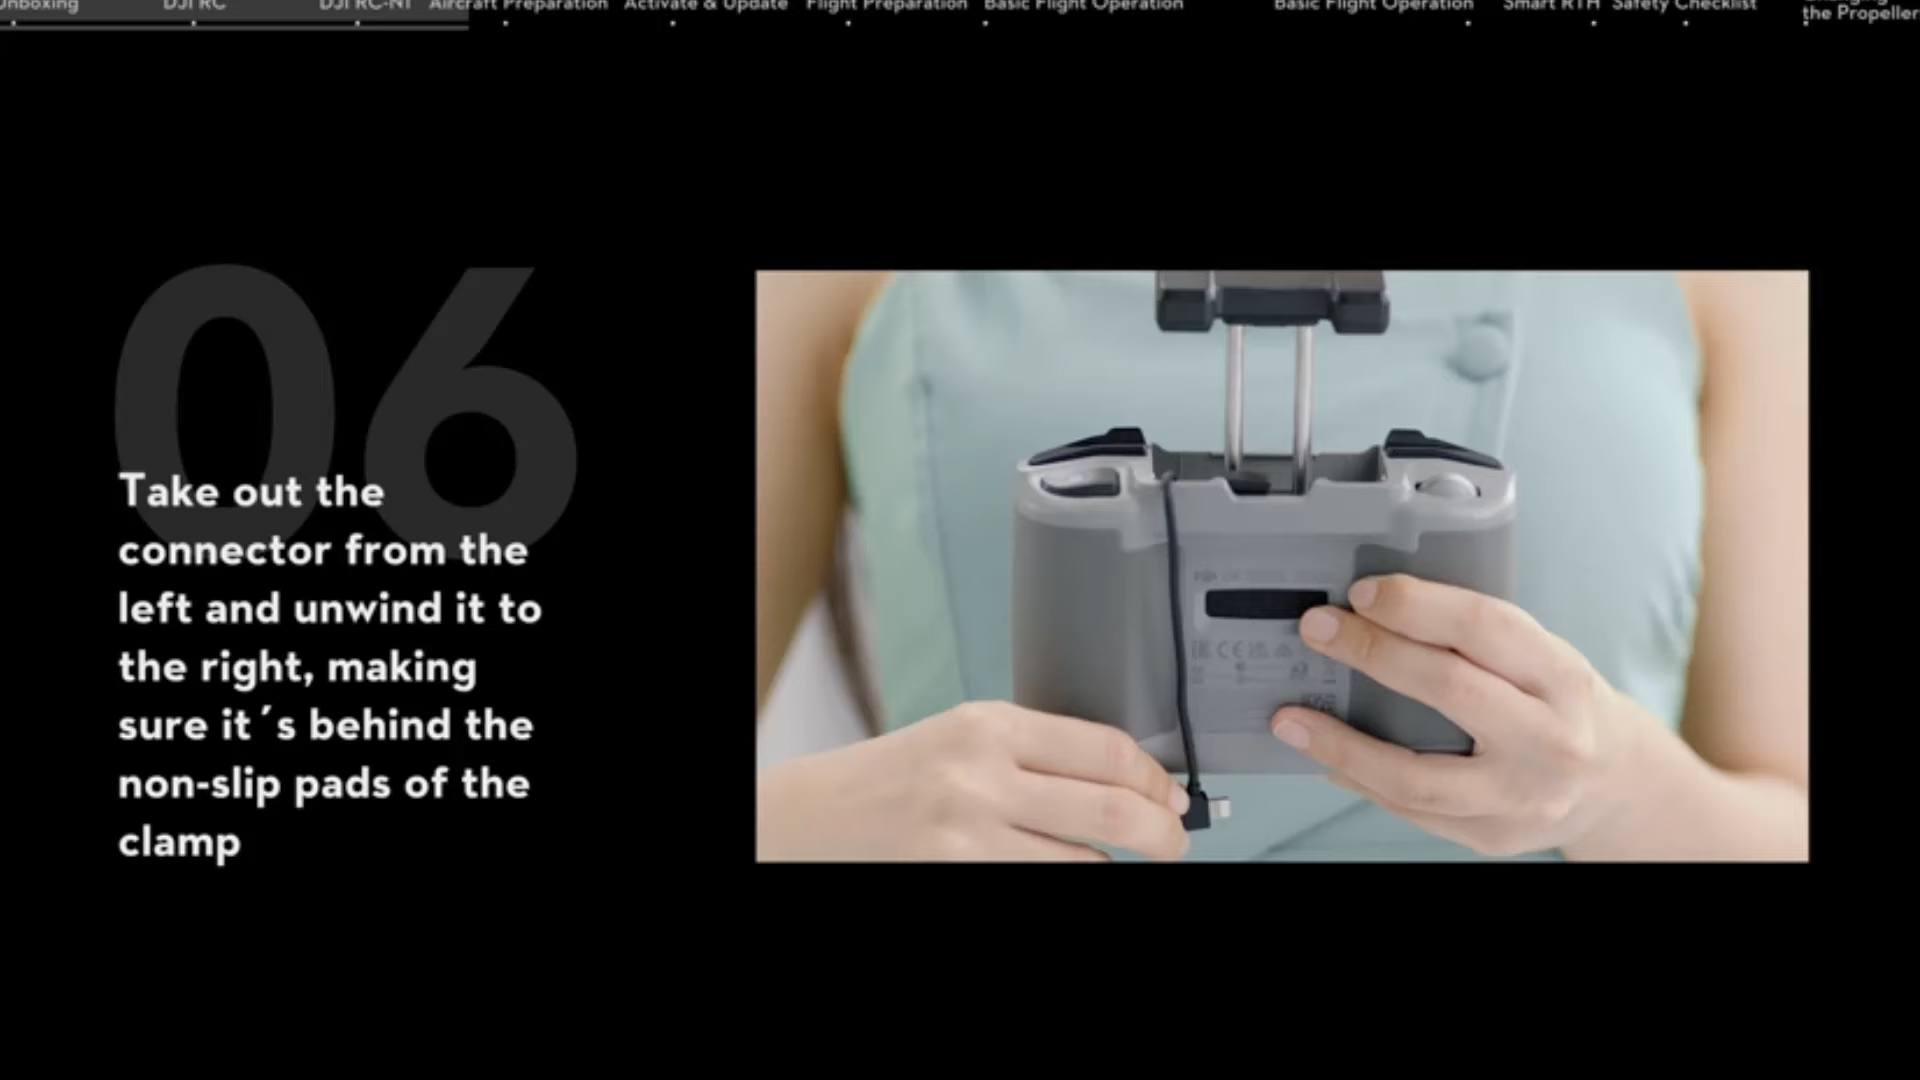 Unboxing DJI RC DJI RC-N1 Aircraft Preparation Activate & Update Flight Preparation Basic Flight Operation Basic Flight Operation Smart RTH Safety Checklist
the Propeller
06
Take out the
connector from the
left and unwind it to
the right, making
sure it´s behind the
non-slip pads of the
clamp